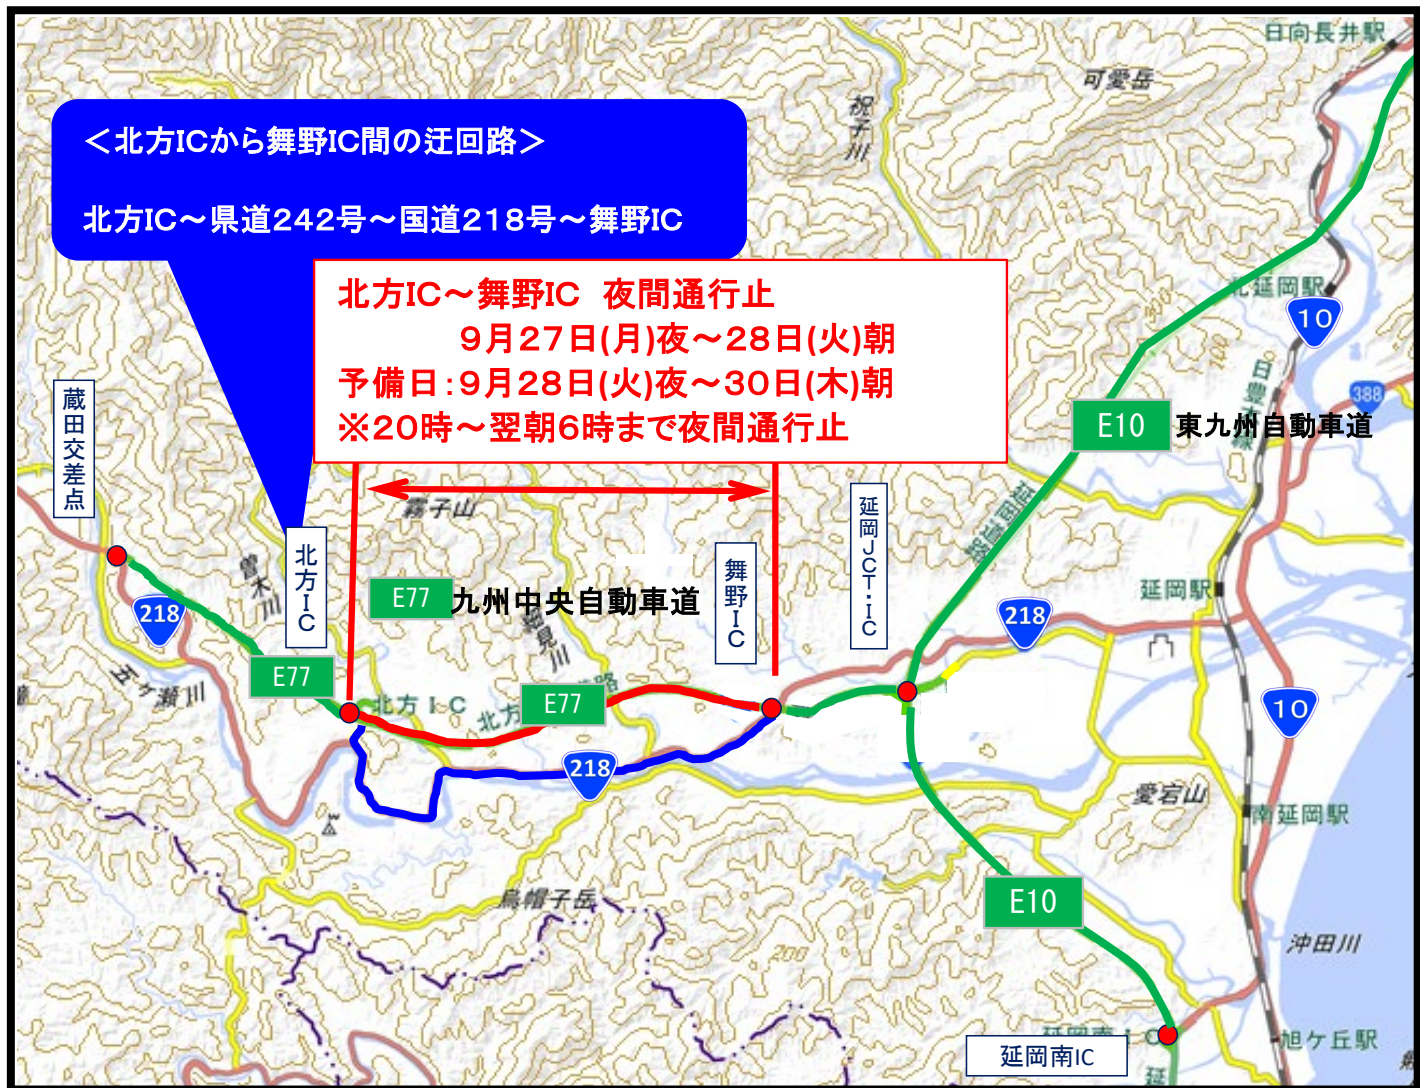 ＜北方ICから舞野IC間の迂回路＞
北方IC～県道242号～国道218号～舞野IC
北方IC～舞野IC 夜間通行止
9月27日(月)夜～28日(火)朝
予備日:9月28日(火)夜～30日(木)朝
※20時～翌朝6時まで夜間通行止
日向長井駅
可愛岳
祝子川
北延岡駅
10
388
E10 東九州自動車道
蔵田交差点
霧子山
曽木川
北方IC
舞野IC
延岡JCT・IC
延岡道路
E77 九州中央自動車道
延岡駅
218
218
五ヶ瀬川
E77
北方IC
E77
218
10
愛宕山
南延岡駅
烏帽子岳
E10
200
沖田川
延岡南IC
旭ケ丘駅